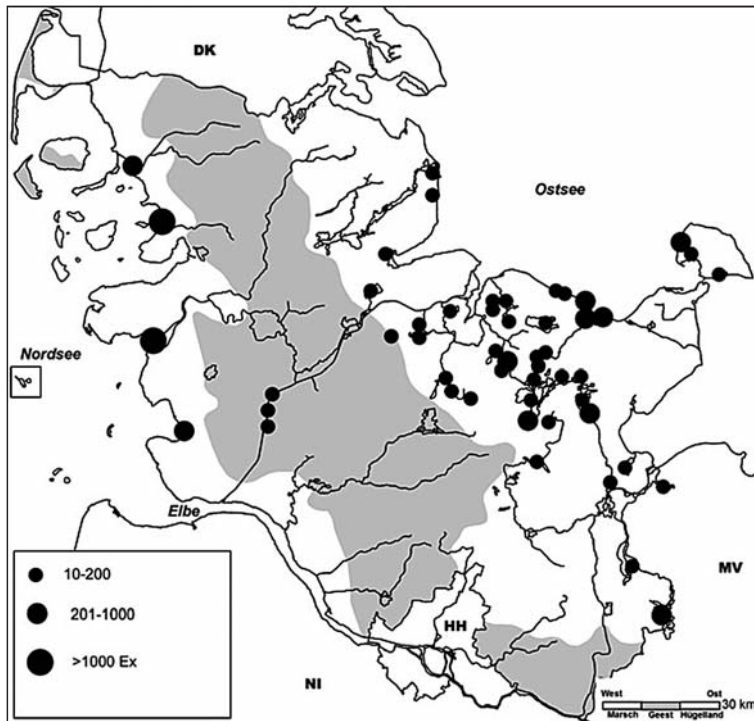 DK
Ostsee
Nordsee
Elbe
MV
HH
NI
10-200
201-1000
>1000 Ex
West Ost
30 km
Marsch Geest Hügelland